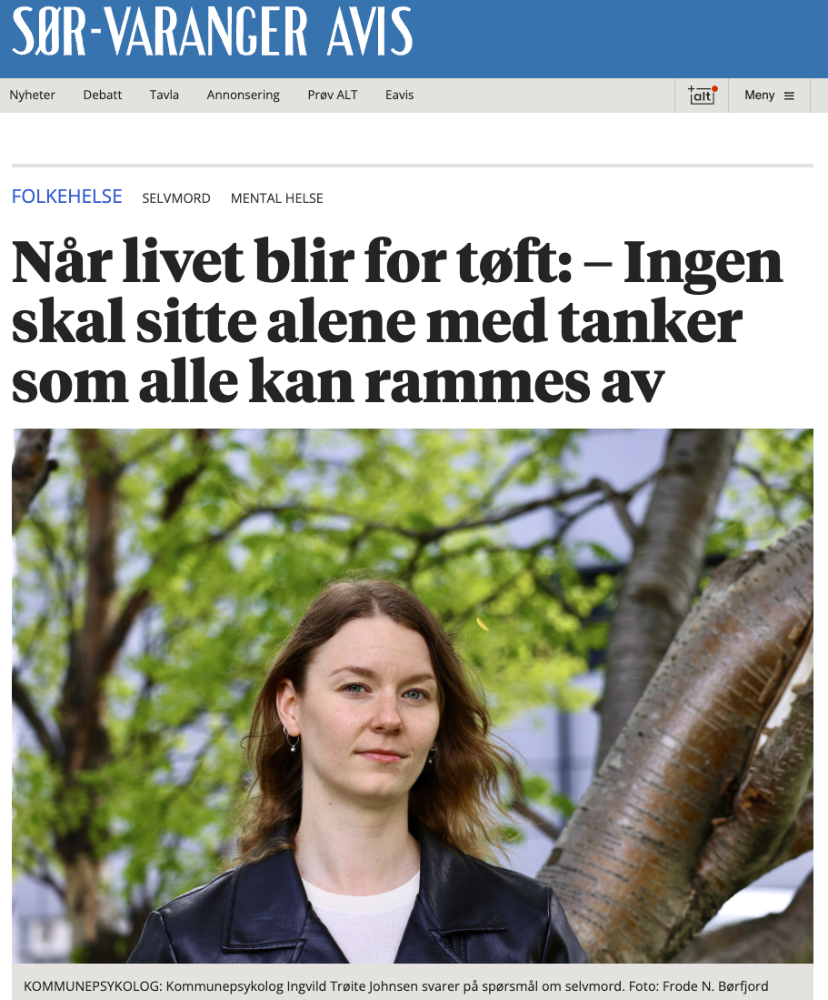 SØR-VARANGER AVIS
Nyheter Debatt Tavla Annonsering Prøv ALT Eavis +alt Meny
FOLKEHELSE SELVMORD MENTAL HELSE
Når livet blir for tøft: – Ingen
skal sitte alene med tanker
som alle kan rammes av
KOMMUNEPSYKOLOG: Kommunepsykolog Ingvild Trøite Johnsen svarer på spørsmål om selvmord. Foto: Frode N. Børfjord